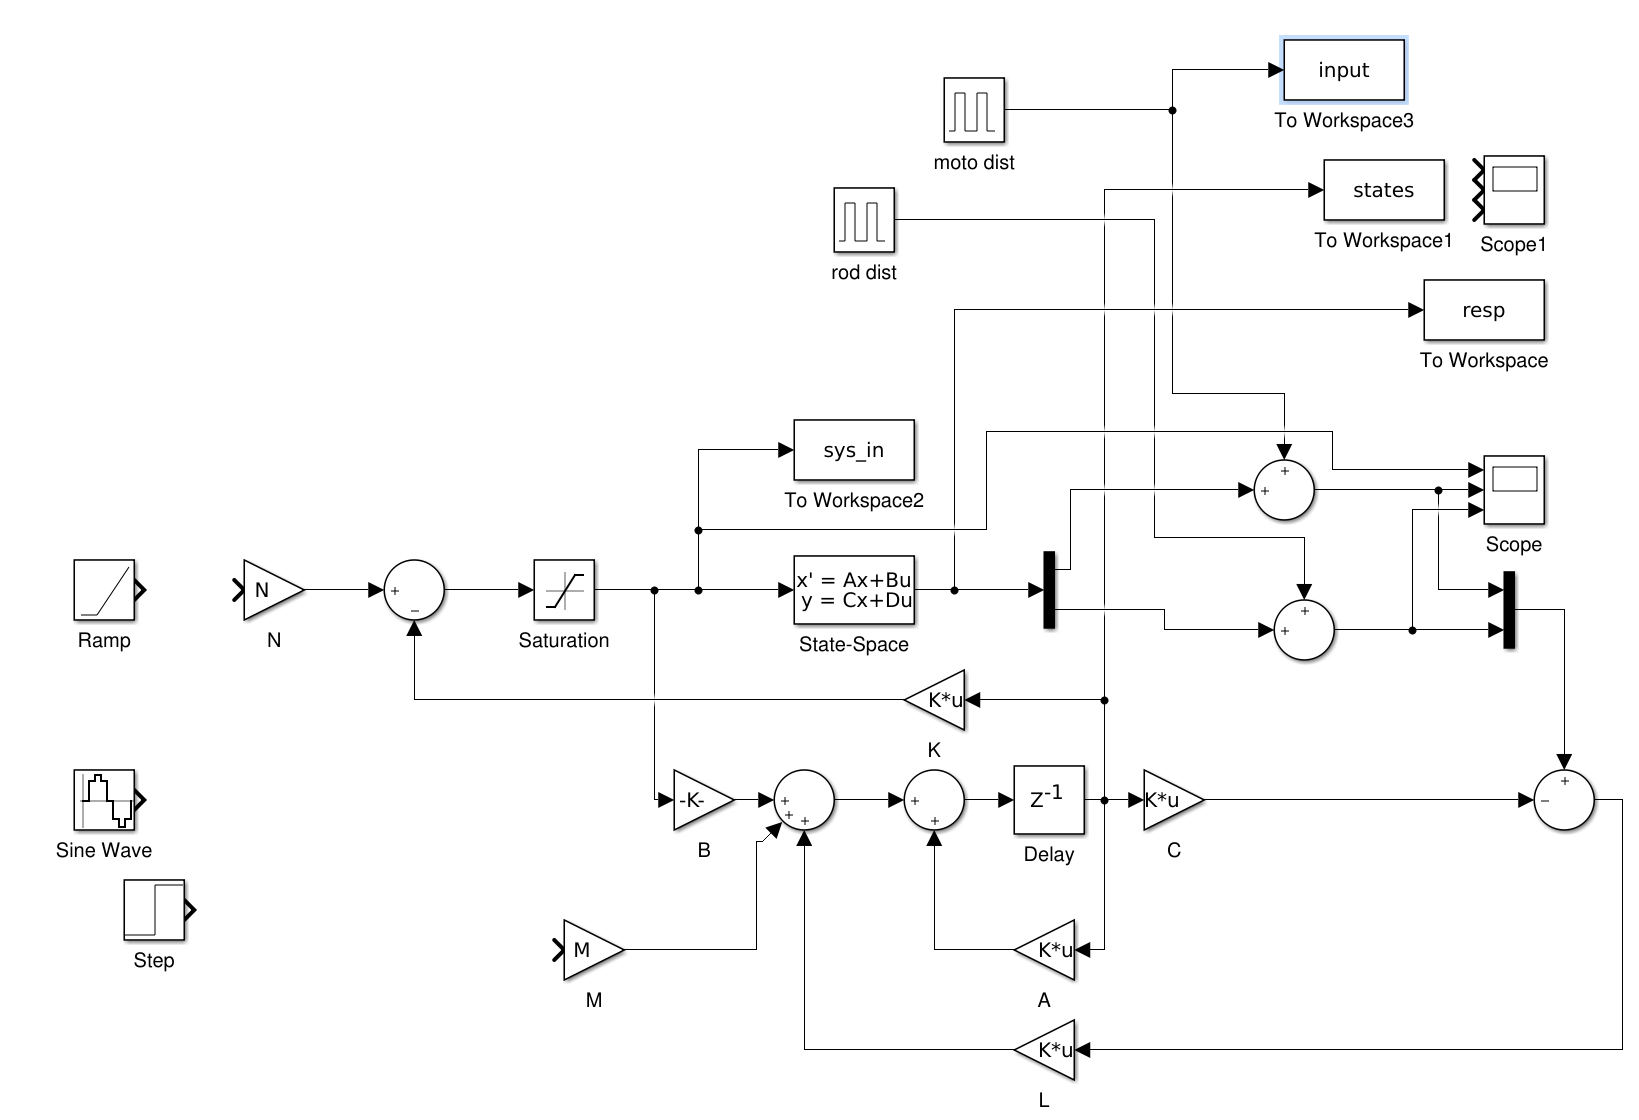 input
To Workspace3
moto dist
states
To Workspace1
Scope1
rod dist
resp
To Workspace
sys_in
To Workspace2
+
+
Scope
Ramp
N
N
+
−
Saturation
x' = Ax+Bu
y = Cx+Du
State-Space
+
+
K*u
K
Sine Wave
-K-
B
+
+
+
+
+
Z-1
Delay
K*u
C
+
−
Step
M
M
K*u
A
K*u
L